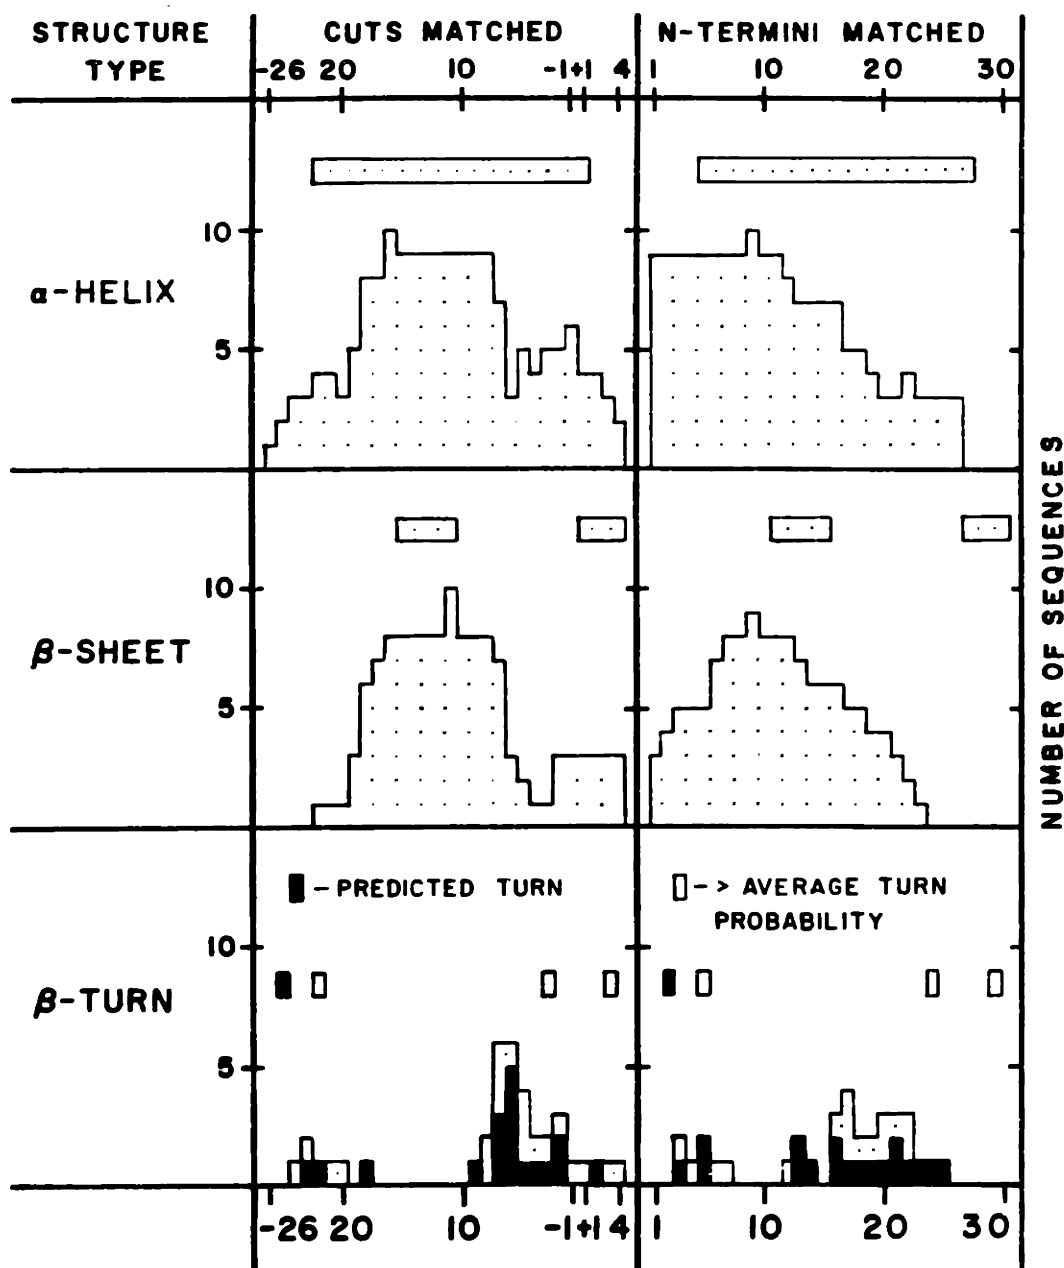 STRUCTURE TYPE
CUTS MATCHED
N-TERMINI MATCHED
-26 20 10 -1+1 4
1 10 20 30
10
5
α-HELIX
10
5
β-SHEET
NUMBER OF SEQUENCES
-PREDICTED TURN
-> AVERAGE TURN
PROBABILITY
10
5
β-TURN
-26 20 10 -1+1 4
1 10 20 30